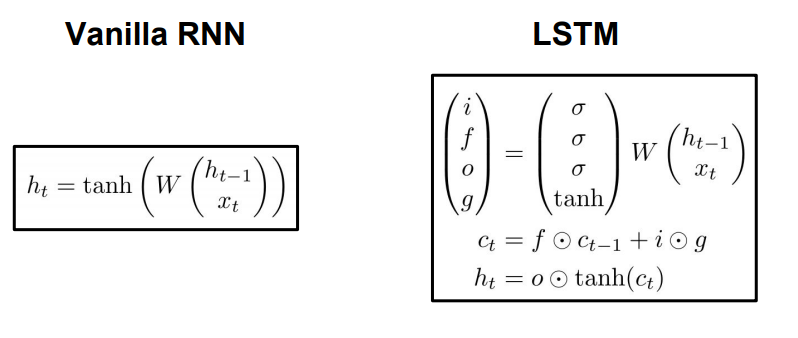 Vanilla RNN
LSTM
h_t = tanh ( W ( h_{t−1} x_t ) )
( i f o g ) = ( σ σ σ tanh ) W ( h_{t−1} x_t )
c_t = f ⊙ c_{t−1} + i ⊙ g
h_t = o ⊙ tanh(c_t)